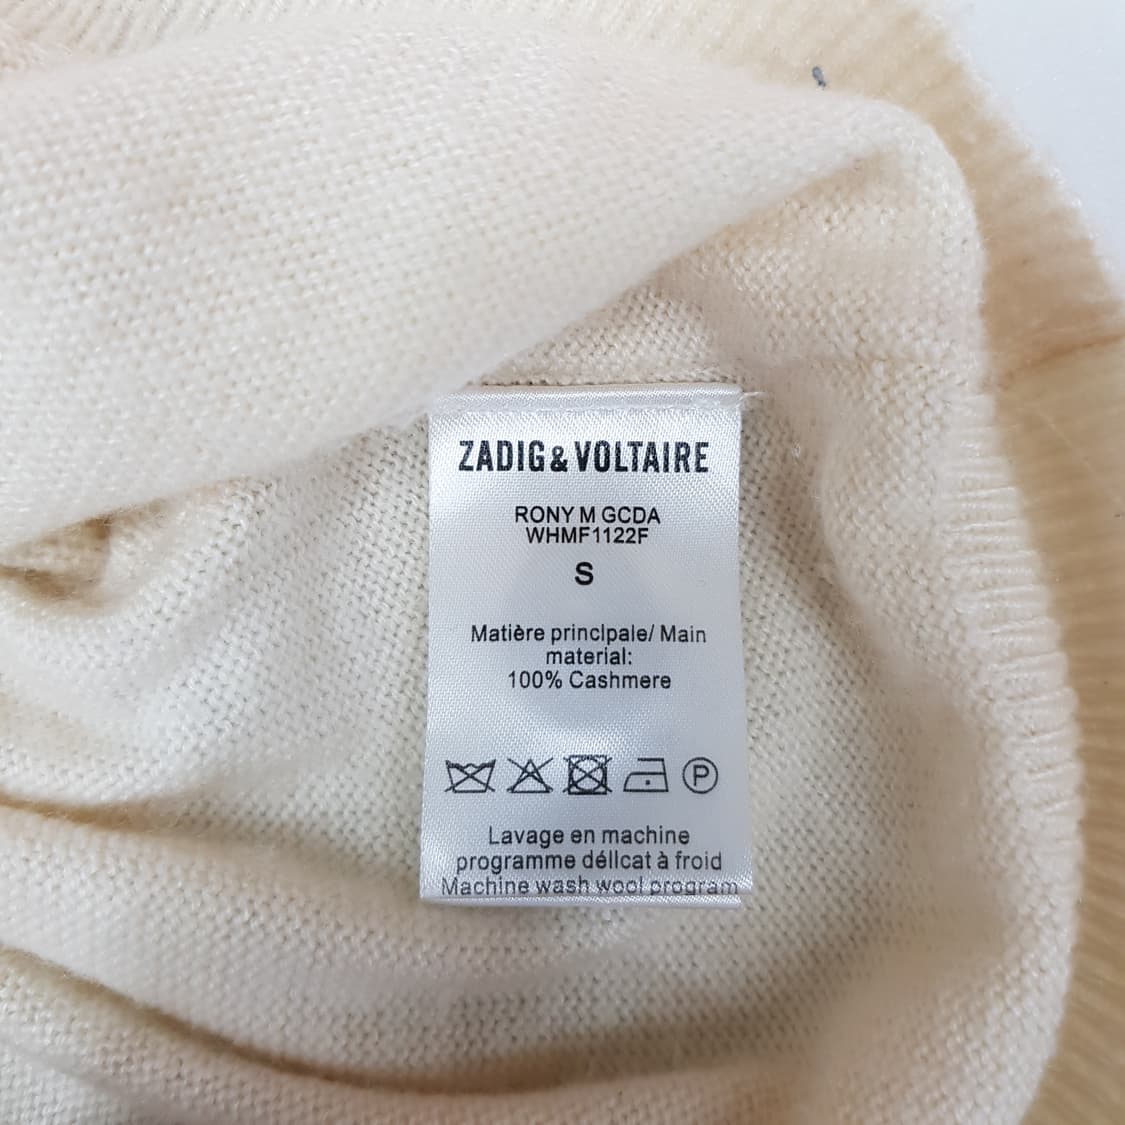 ZADIG&VOLTAIRE
RONY M GCDA
WHMF1122F
S
Matière principale/ Main
material:
100% Cashmere
P
Lavage en machine
programme délicat à froid
Machine wash wool program